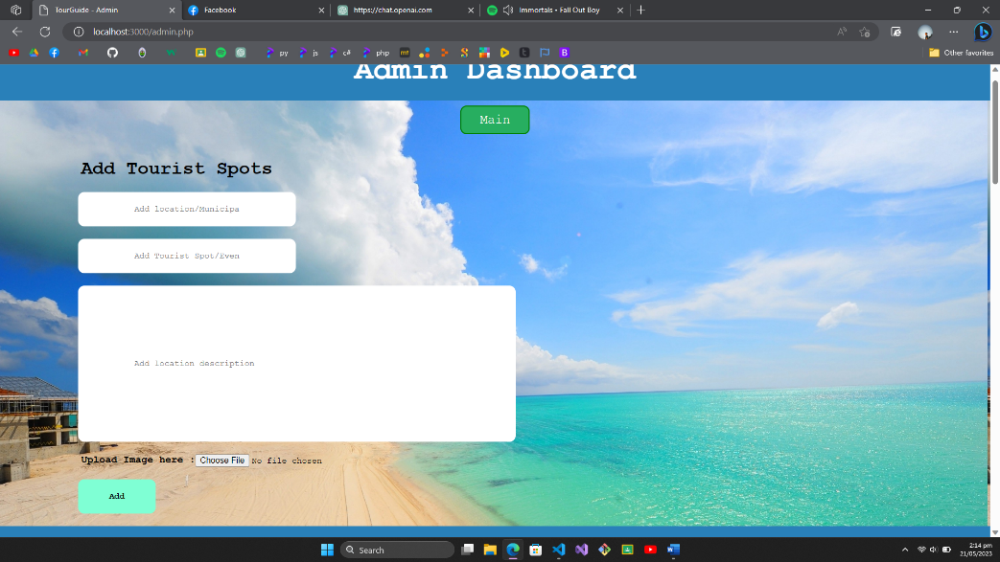 TourGuide - Admin
Facebook
https://chat.openai.com
Immortals • Fall Out Boy
localhost:3000/admin.php
py
js
c#
php
Other favorites
Admin Dashboard
Main
Add Tourist Spots
Add location/Municipa
Add Tourist Spot/Even
Add location description
Upload Image here : Choose File No file chosen
Add
Search
2:14 pm
21/05/2023